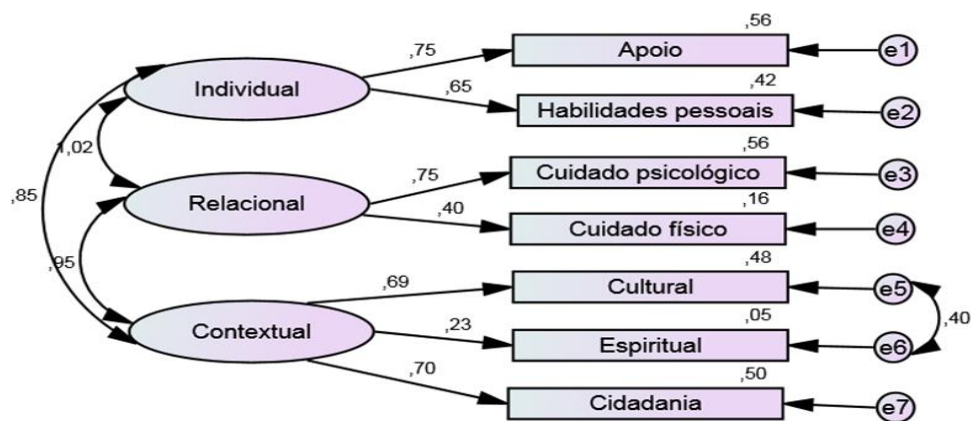 ,56
,75
Apoio
e1
Individual
,42
,65
Habilidades pessoais
e2
1,02
,56
,75
Cuidado psicológico
e3
,85
Relacional
,40
,16
Cuidado físico
e4
,95
,48
,69
Cultural
e5
Contextual
,23
,05
Espiritual
e6
,40
,70
,50
Cidadania
e7